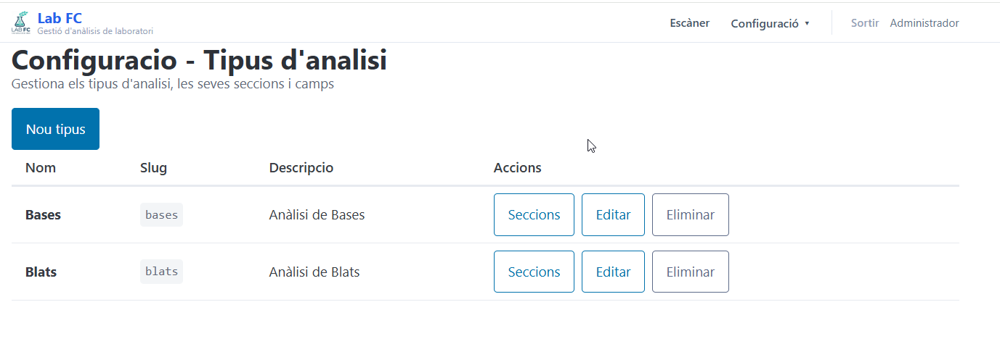 LAB FC
Lab FC
Gestió d'anàlisis de laboratori
Escàner Configuració ▾ Sortir Administrador
Configuracio - Tipus d'analisi
Gestiona els tipus d'analisi, les seves seccions i camps
Nou tipus
Nom Slug Descripcio Accions
Bases bases Anàlisi de Bases Seccions Editar Eliminar
Blats blats Anàlisi de Blats Seccions Editar Eliminar